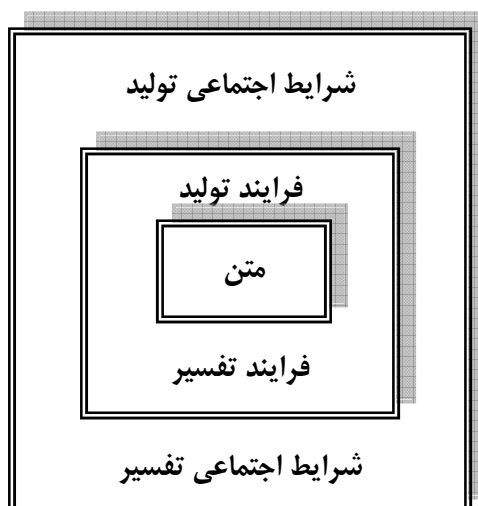 شرایط اجتماعی تولید
فرایند تولید
متن
فرایند تفسیر
شرایط اجتماعی تفسیر